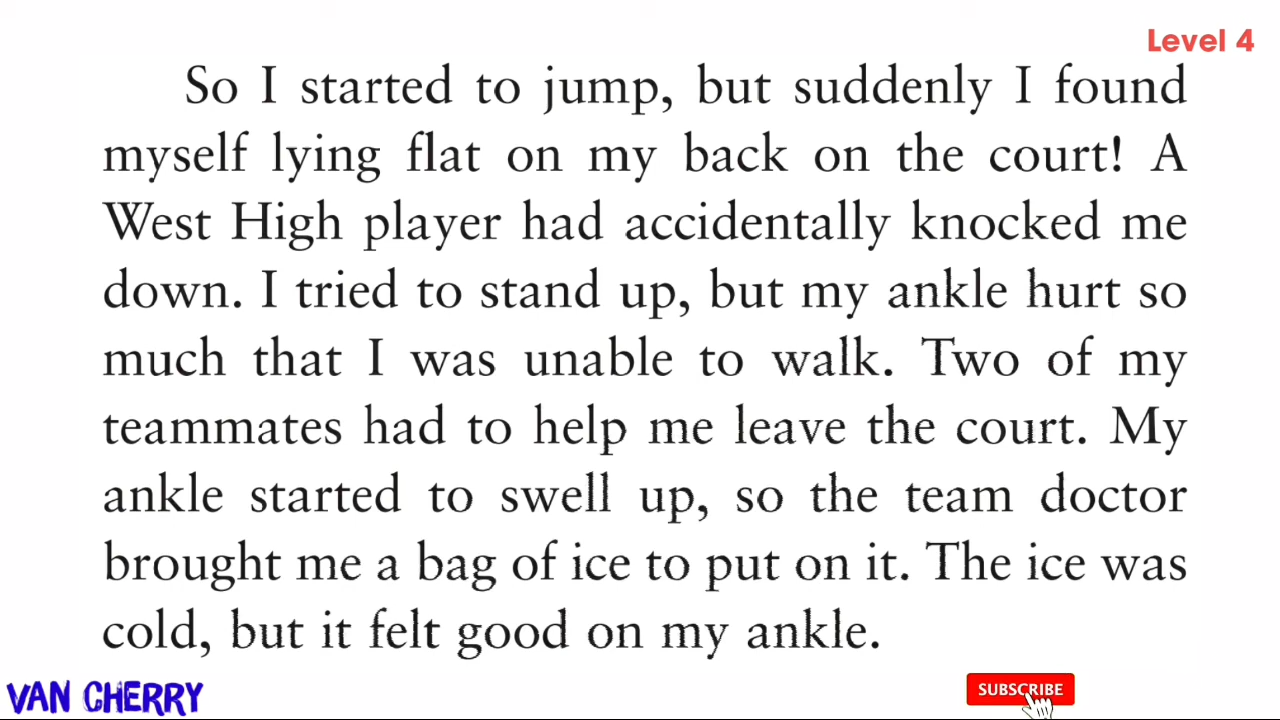 Level 4
So I started to jump, but suddenly I found
myself lying flat on my back on the court! A
West High player had accidentally knocked me
down. I tried to stand up, but my ankle hurt so
much that I was unable to walk. Two of my
teammates had to help me leave the court. My
ankle started to swell up, so the team doctor
brought me a bag of ice to put on it. The ice was
cold, but it felt good on my ankle.
VAN CHERRY
SUBSCRIBE